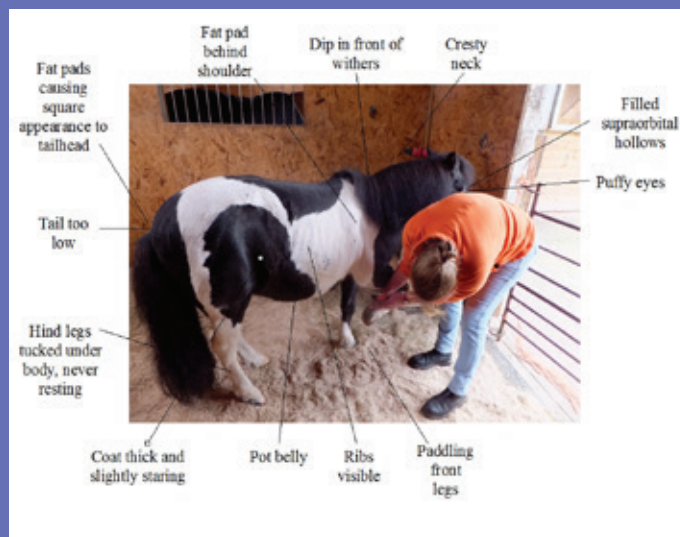 Fat pad
behind
shoulder
Dip in front of
withers
Cresty
neck
Fat pads
causing
square
appearance to
tailhead
Filled
supraorbital
hollows
Puffy eyes
Tail too
low
Hind legs
tucked under
body, never
resting
Coat thick and
slightly staring
Pot belly
Ribs
visible
Paddling
front
legs